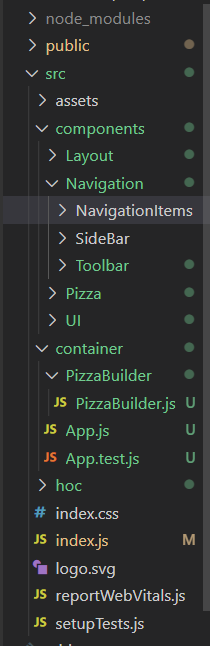 node_modules
public
src
assets
components
Layout
Navigation
NavigationItems
SideBar
Toolbar
Pizza
UI
container
PizzaBuilder
JS PizzaBuilder.js U
JS App.js U
JS App.test.js U
hoc
# index.css
JS index.js M
logo.svg
JS reportWebVitals.js
JS setupTests.js